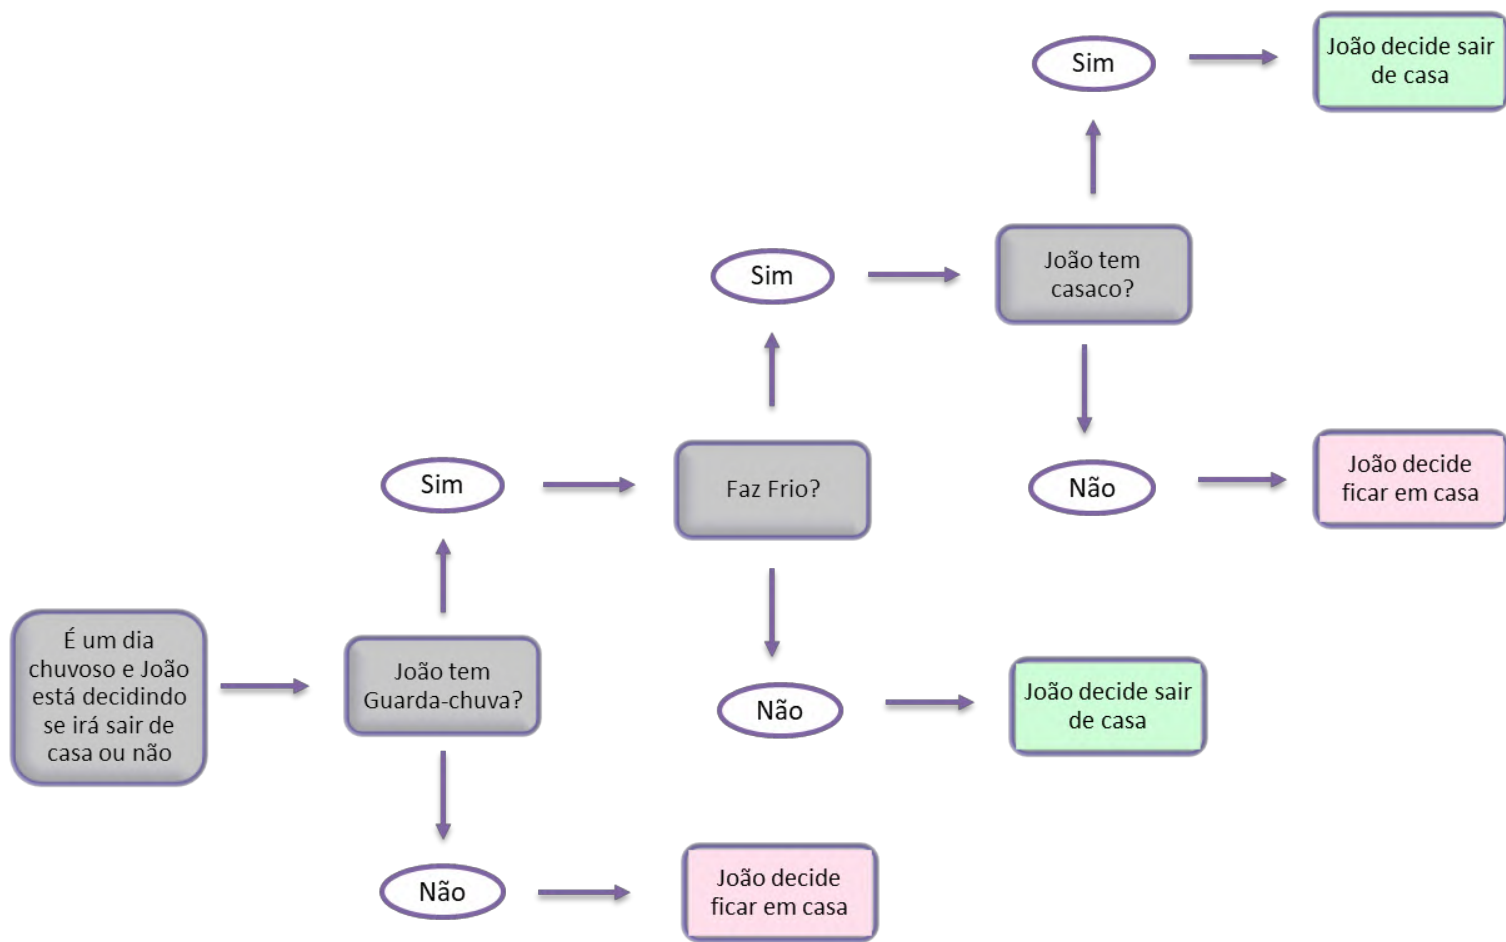 Sim
João decide sair
de casa
Sim
João tem
casaco?
Sim
Faz Frio?
Não
João decide
ficar em casa
É um dia
chuvoso e João
está decidindo
se irá sair de
casa ou não
João tem
Guarda-chuva?
Não
João decide sair
de casa
Não
João decide
ficar em casa